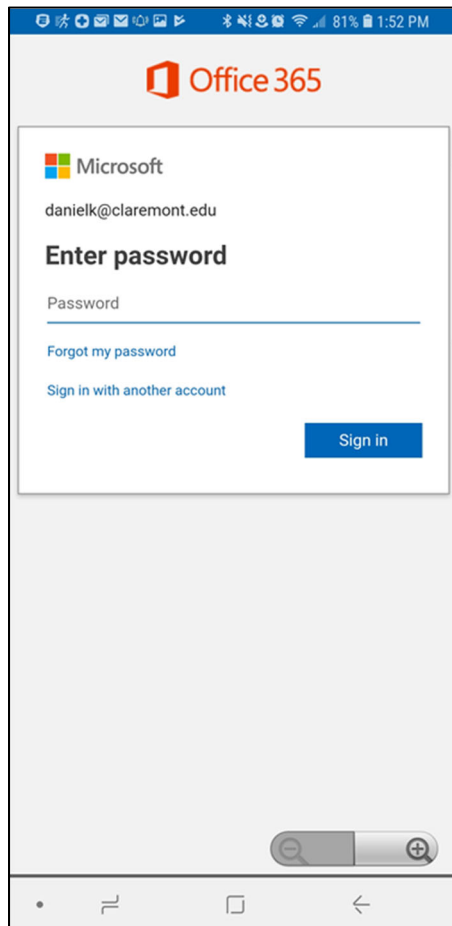 81% 1:52 PM
Office 365
Microsoft
danielk@claremont.edu
Enter password
Password
Forgot my password
Sign in with another account
Sign in